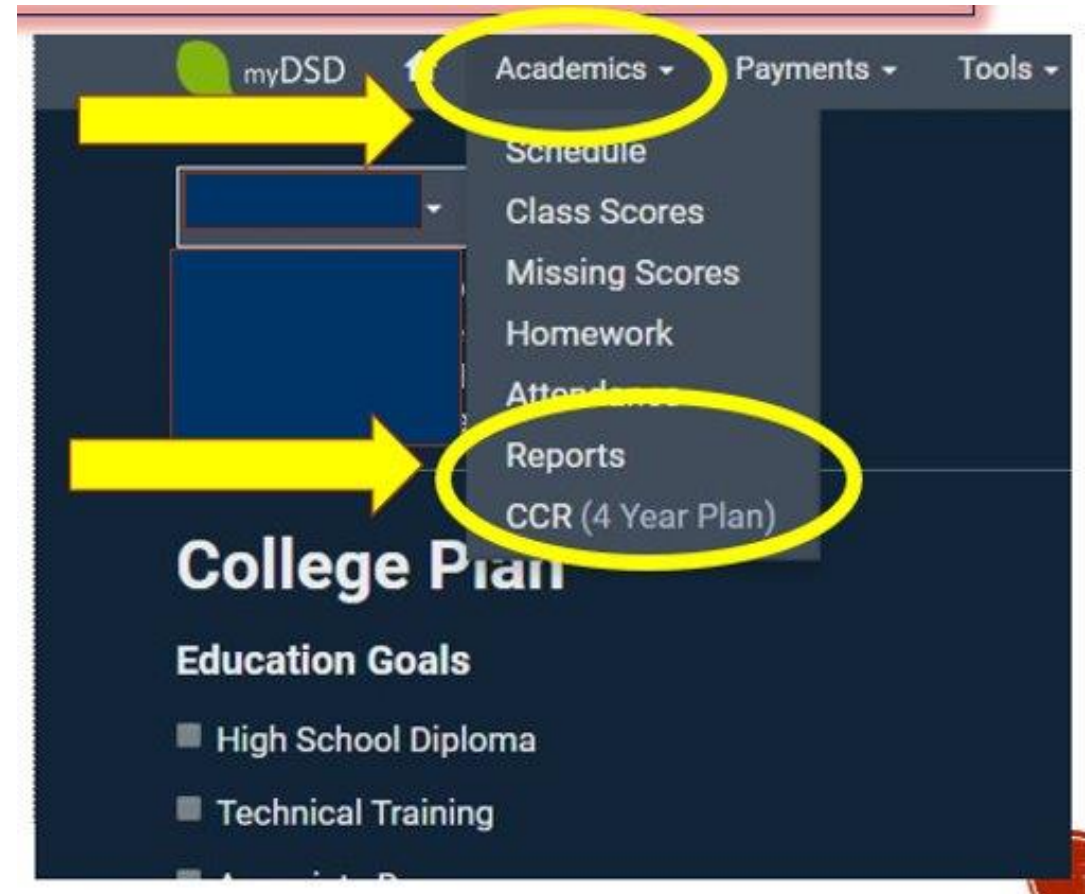 myDSD Academics Payments Tools
Schedule
Class Scores
Missing Scores
Homework
Attendance
Reports
CCR (4 Year Plan)
College Plan
Education Goals
High School Diploma
Technical Training